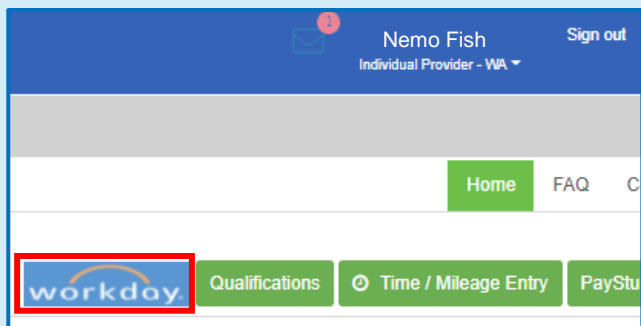 1
Nemo Fish
Sign out
Individual Provider - WA
Home FAQ C
workday. Qualifications Time / Mileage Entry PayStu